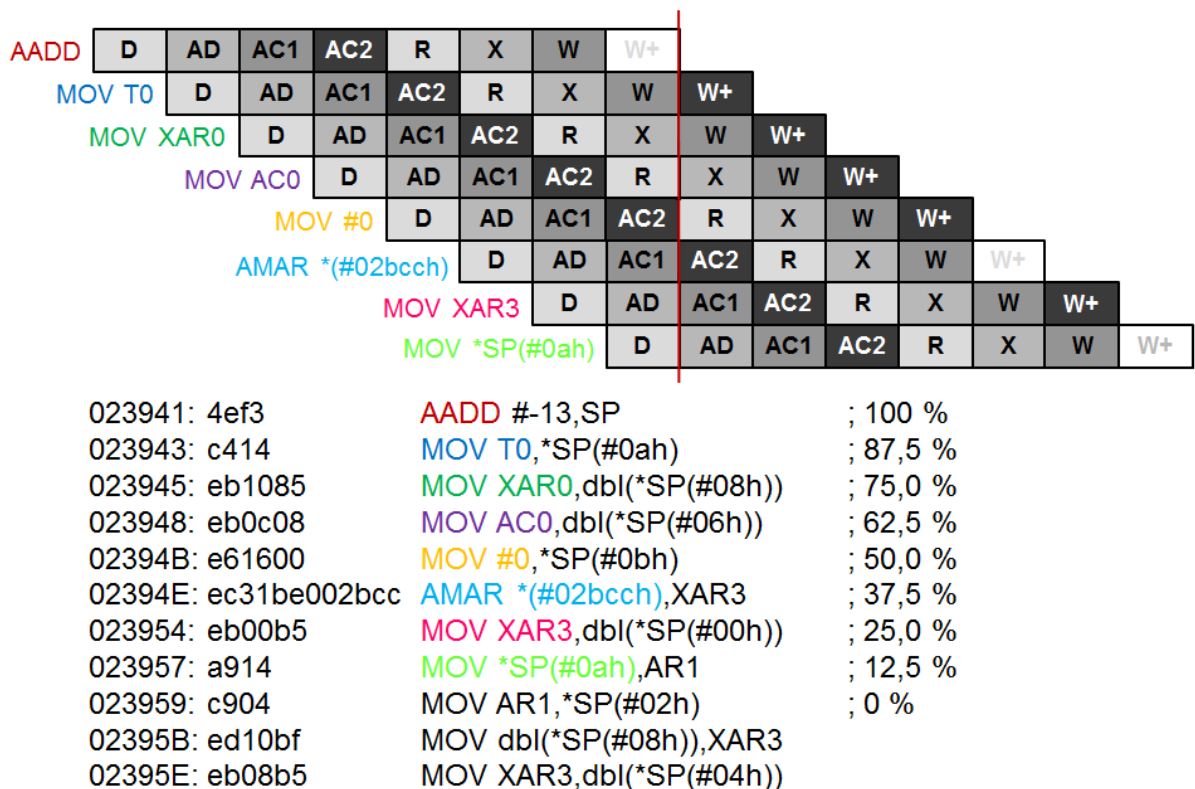 AADD D AD AC1 AC2 R X W W+
MOV T0 D AD AC1 AC2 R X W W+
MOV XAR0 D AD AC1 AC2 R X W W+
MOV AC0 D AD AC1 AC2 R X W W+
MOV #0 D AD AC1 AC2 R X W W+
AMAR *(#02bcch) D AD AC1 AC2 R X W W+
MOV XAR3 D AD AC1 AC2 R X W W+
MOV *SP(#0ah) D AD AC1 AC2 R X W W+
023941: 4ef3 AADD #-13,SP ; 100 %
023943: c414 MOV T0,*SP(#0ah) ; 87,5 %
023945: eb1085 MOV XAR0,dbl(*SP(#08h)) ; 75,0 %
023948: eb0c08 MOV AC0,dbl(*SP(#06h)) ; 62,5 %
02394B: e61600 MOV #0,*SP(#0bh) ; 50,0 %
02394E: ec31be002bcc AMAR *(#02bcch),XAR3 ; 37,5 %
023954: eb00b5 MOV XAR3,dbl(*SP(#00h)) ; 25,0 %
023957: a914 MOV *SP(#0ah),AR1 ; 12,5 %
023959: c904 MOV AR1,*SP(#02h) ; 0 %
02395B: ed10bf MOV dbl(*SP(#08h)),XAR3
02395E: eb08b5 MOV XAR3,dbl(*SP(#04h))